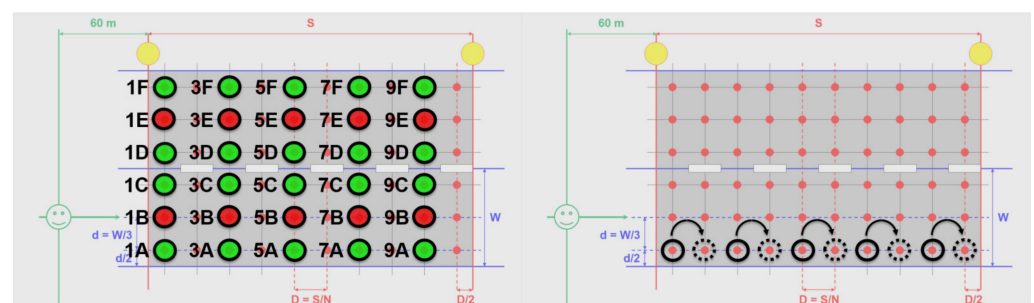 60 m
S
1F 3F 5F 7F 9F
1E 3E 5E 7E 9E
1D 3D 5D 7D 9D
1C 3C 5C 7C 9C
W
1B 3B 5B 7B 9B
d = W/3
1A 3A 5A 7A 9A
d/2
D = S/N
D/2
60 m
S
W
d = W/3
d/2
D = S/N
D/2